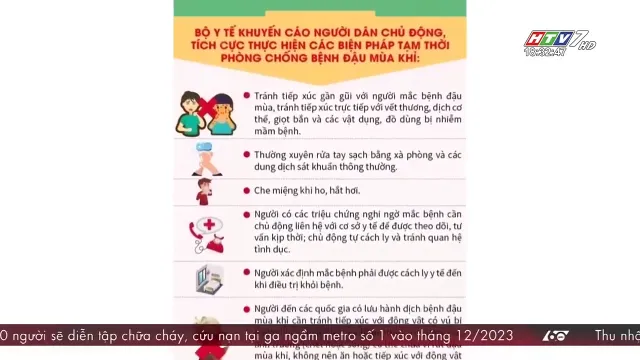 BỘ Y TẾ KHUYẾN CÁO NGƯỜI DÂN CHỦ ĐỘNG,
TÍCH CỰC THỰC HIỆN CÁC BIỆN PHÁP TẠM THỜI
PHÒNG CHỐNG BỆNH ĐẬU MÙA KHỈ:
HTV7 HD
18:32:47
Tránh tiếp xúc gần gũi với người mắc bệnh đậu
mùa, tránh tiếp xúc trực tiếp với vết thương, dịch cơ
thể, giọt bắn và các vật dụng, đồ dùng bị nhiễm
mầm bệnh.
Thường xuyên rửa tay sạch bằng xà phòng và các
dung dịch sát khuẩn thông thường.
Che miệng khi ho, hắt hơi.
Người có các triệu chứng nghi ngờ mắc bệnh cần
chủ động liên hệ với cơ sở y tế để được theo dõi, tư
vấn kịp thời; chủ động tự cách ly và tránh quan hệ
tình dục.
Người xác định mắc bệnh phải được cách ly y tế đến
khi điều trị khỏi bệnh.
Người đến các quốc gia có lưu hành dịch bệnh đậu
mùa khỉ cần tránh tiếp xúc với động vật có vú bị
0 người sẽ diễn tập chữa cháy, cứu nạn tại ga ngầm metro số 1 vào tháng 12/2023
Thu nhậ
khỉ, không nên ăn hoặc tiếp xúc với động vật